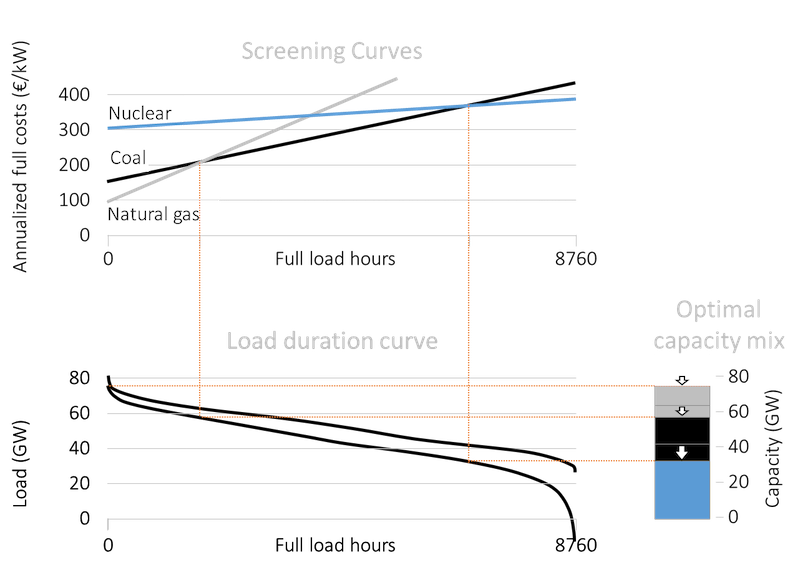 Screening Curves
Annualized full costs (€/kW)
400
300
200
100
0
Nuclear
Coal
Natural gas
0
Full load hours
8760
Load duration curve
Optimal
capacity mix
Load (GW)
80
60
40
20
0
0
Full load hours
8760
80
60
40
20
0
Capacity (GW)